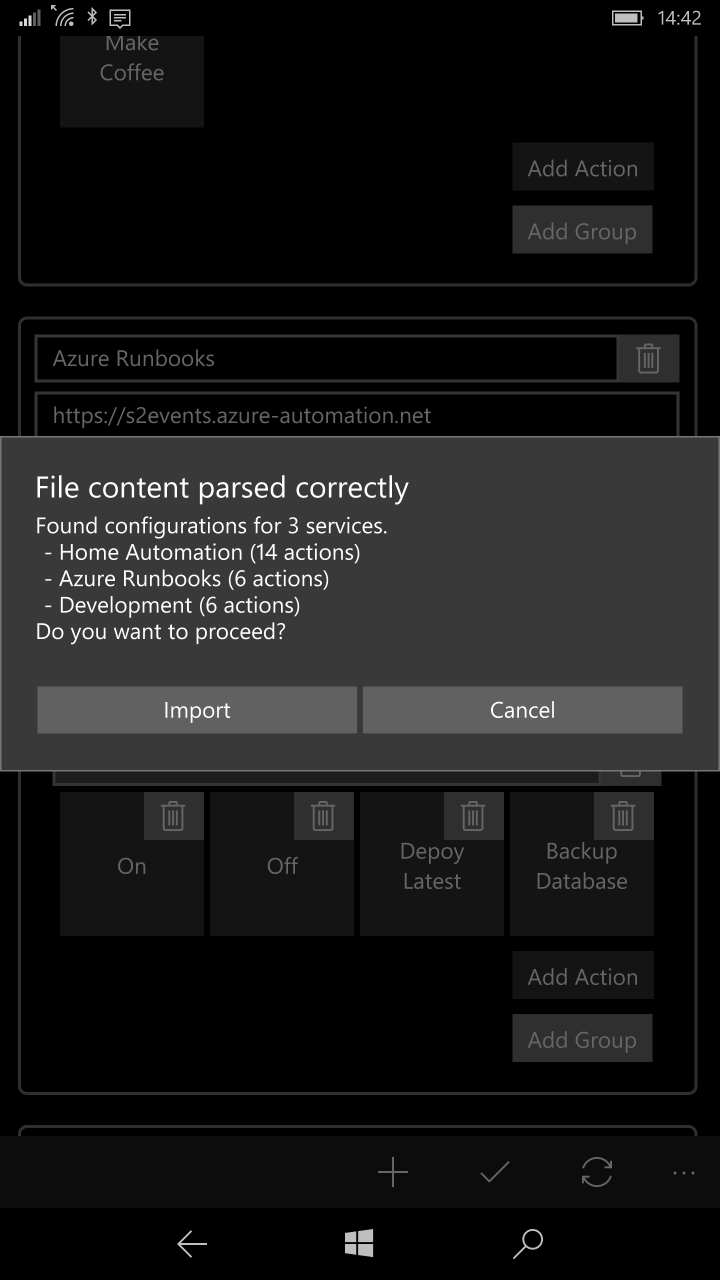 14:42
Make
Coffee
Add Action
Add Group
Azure Runbooks
https://s2events.azure-automation.net
File content parsed correctly
Found configurations for 3 services.
- Home Automation (14 actions)
- Azure Runbooks (6 actions)
- Development (6 actions)
Do you want to proceed?
Import Cancel
On Off Depoy Latest Backup Database
Add Action
Add Group